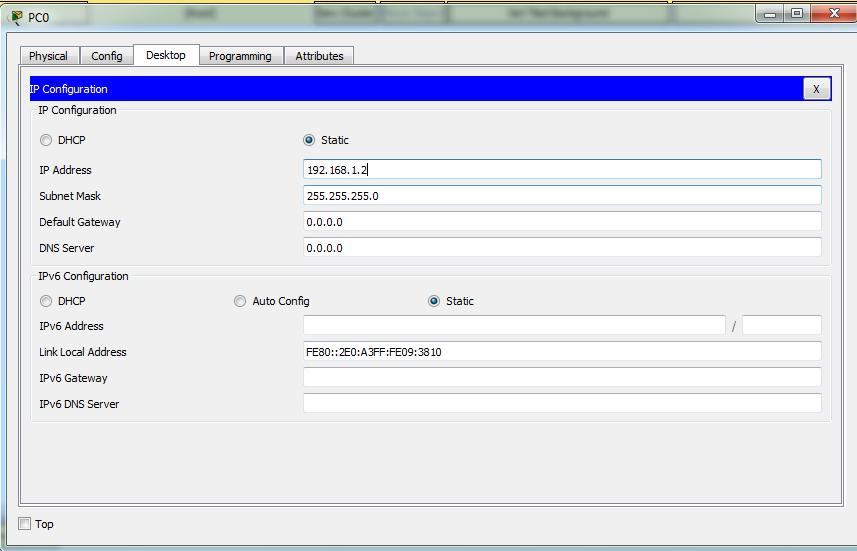 PC0
Physical Config Desktop Programming Attributes
IP Configuration X
IP Configuration
DHCP Static
IP Address 192.168.1.2
Subnet Mask 255.255.255.0
Default Gateway 0.0.0.0
DNS Server 0.0.0.0
IPv6 Configuration
DHCP Auto Config Static
IPv6 Address /
Link Local Address FE80::2E0:A3FF:FE09:3810
IPv6 Gateway
IPv6 DNS Server
Top